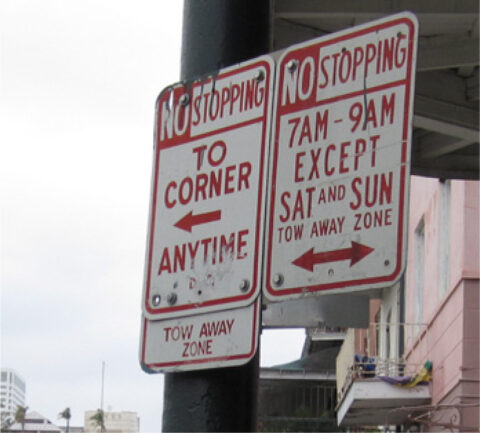 NO STOPPING
TO
CORNER
ANYTIME
TOW AWAY
ZONE
NO STOPPING
7AM - 9AM
EXCEPT
SAT AND SUN
TOW AWAY ZONE